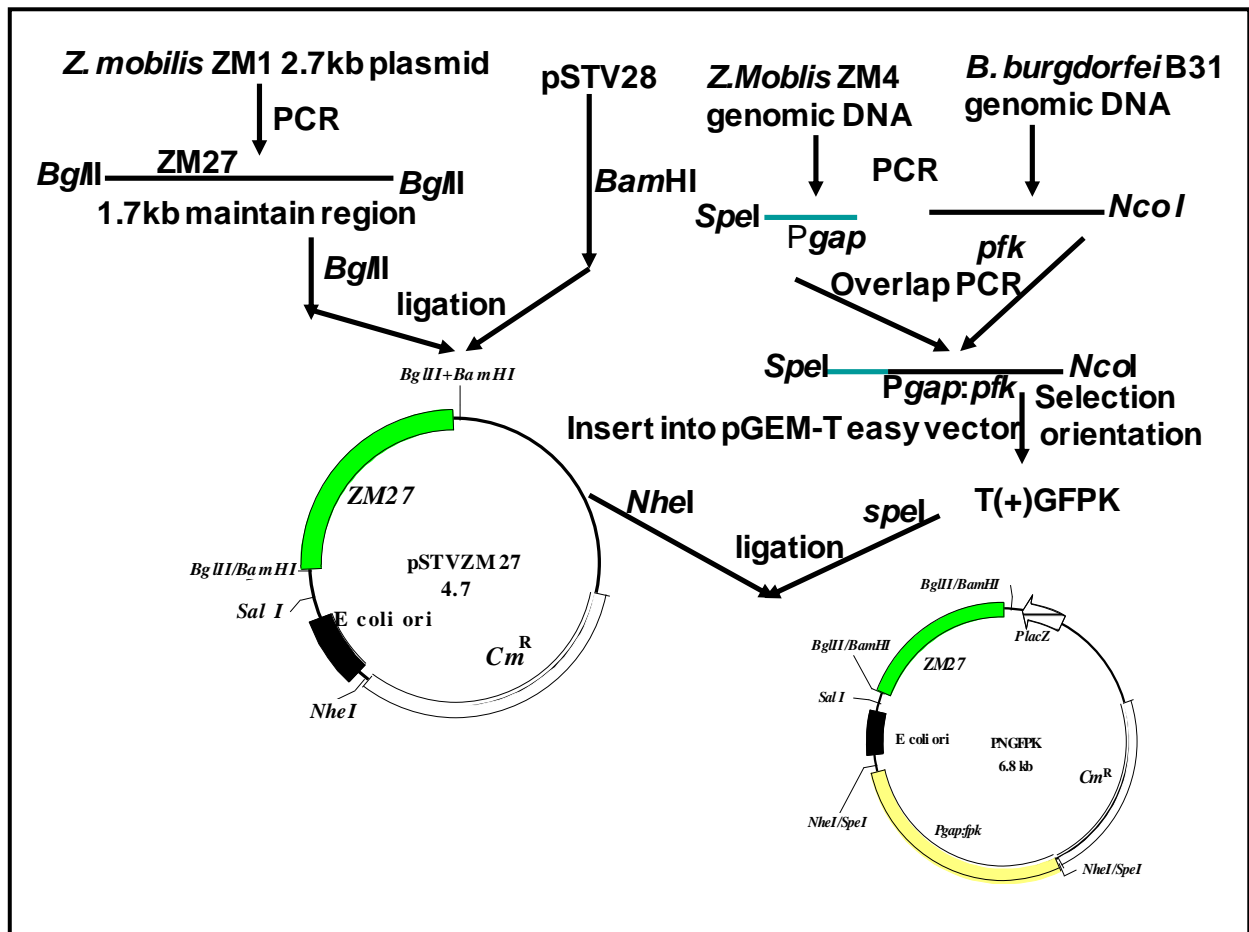 Z. mobilis ZM1 2.7kb plasmid
PCR
ZM27
BglII
BglII
1.7kb maintain region
BglII
pSTV28
BamHI
ligation
Z.Moblis ZM4
genomic DNA
B. burgdorfei B31
genomic DNA
PCR
SpeI
Pgap
Nco I
pfk
Overlap PCR
SpeI
NcoI
Pgap:pfk
Selection
orientation
Insert into pGEM-T easy vector
T(+)GFPK
BglII+BamHI
ZM27
BglII/BamHI
Sal I
E coli ori
pSTVZM 27
4.7
CmR
NheI
NheI
speI
ligation
BglII/BamHI
PlacZ
BglII/BamHI
ZM27
Sal I
E coli ori
PNGFPK
6.8 kb
CmR
NheI/SpeI
Pgap:fpk
NheI/SpeI